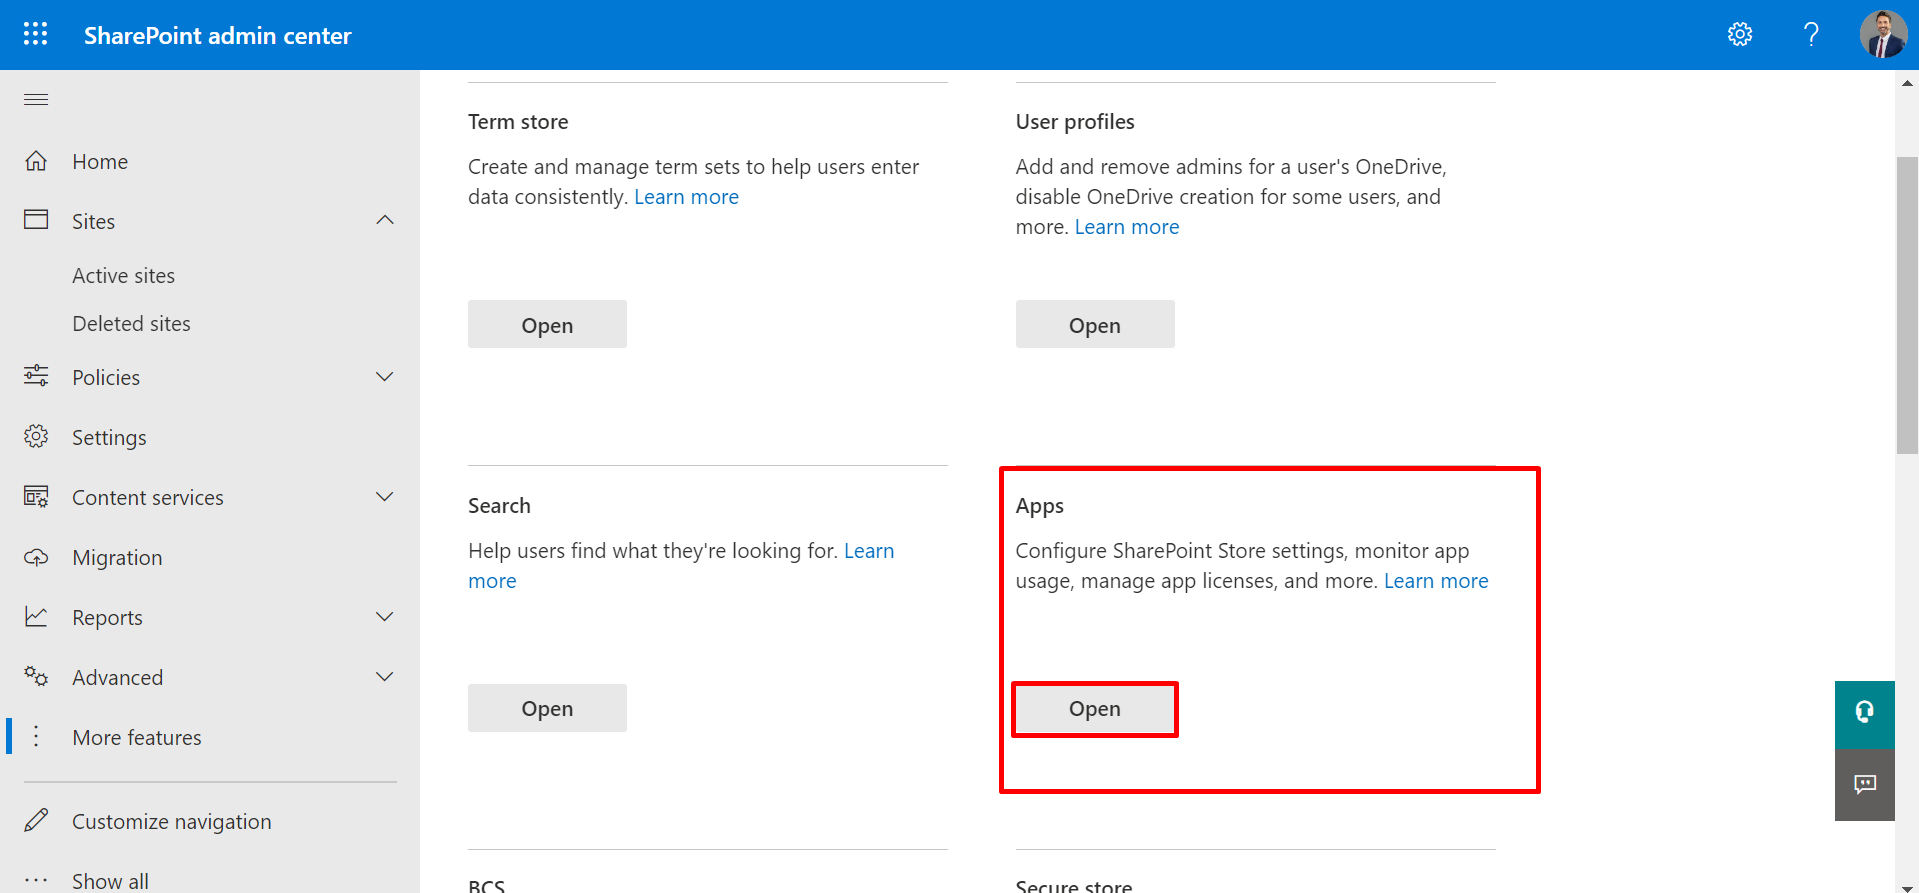 SharePoint admin center
Home
Sites
Active sites
Deleted sites
Policies
Settings
Content services
Migration
Reports
Advanced
More features
Customize navigation
Show all
Term store
Create and manage term sets to help users enter
data consistently. Learn more
Open
User profiles
Add and remove admins for a user's OneDrive,
disable OneDrive creation for some users, and
more. Learn more
Open
Search
Help users find what they're looking for. Learn
more
Open
Apps
Configure SharePoint Store settings, monitor app
usage, manage app licenses, and more. Learn more
Open
BCS
Secure store